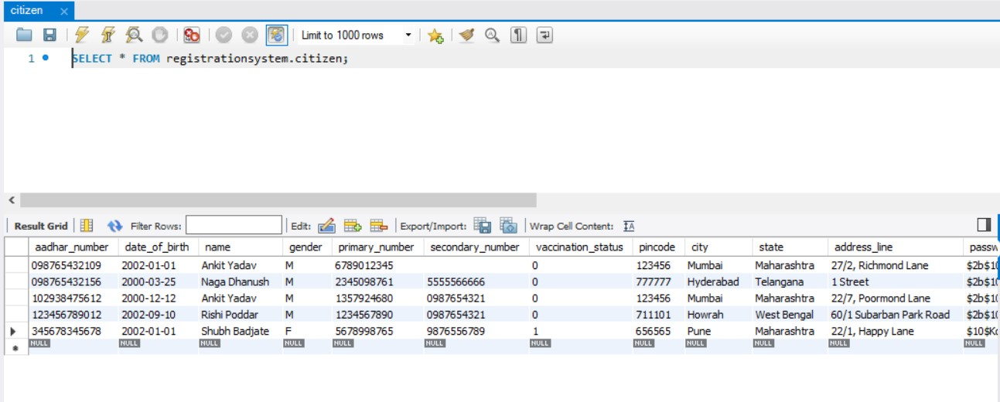 citizen
Limit to 1000 rows
1 SELECT * FROM registrationsystem.citizen;
Result Grid Filter Rows: Edit: Export/Import: Wrap Cell Content:
aadhar_number date_of_birth name gender primary_number secondary_number vaccination_status pincode city state address_line passw
098765432109 2002-01-01 Ankit Yadav M 6789012345 0 123456 Mumbai Maharashtra 27/2, Richmond Lane $2b$10
098765432156 2000-03-25 Naga Dhanush M 2345098761 5555566666 0 777777 Hyderabad Telangana 1 Street $2b$10
102938475612 2000-12-12 Ankit Yadav M 1357924680 0987654321 0 123456 Mumbai Maharashtra 22/7, Poormond Lane $2b$10
123456789012 2002-09-10 Rishi Poddar M 1234567890 0987654321 0 711101 Howrah West Bengal 60/1 Subarban Park Road $2b$10
345678345678 2002-01-01 Shubh Badjate F 5678998765 9876556789 1 656565 Pune Maharashtra 22/1, Happy Lane $10$Ko
NULL NULL NULL NULL NULL NULL NULL NULL NULL NULL NULL NULL